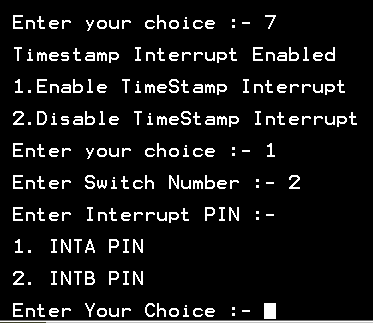 Enter your choice :- 7
Timestamp Interrupt Enabled
1.Enable TimeStamp Interrupt
2.Disable TimeStamp Interrupt
Enter your choice :- 1
Enter Switch Number :- 2
Enter Interrupt PIN :-
1. INTA PIN
2. INTB PIN
Enter Your Choice :-